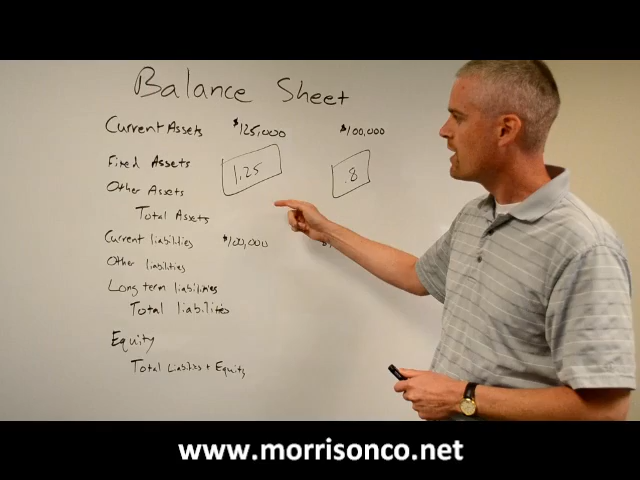 Balance Sheet
Current Assets $125,000 $100,000
Fixed Assets 1.25 .8
Other Assets
Total Assets
Current liabilities $100,000
Other liabilities
Long term liabilities
Total liabilities
Equity
Total Liabilities + Equity
www.morrisonco.net